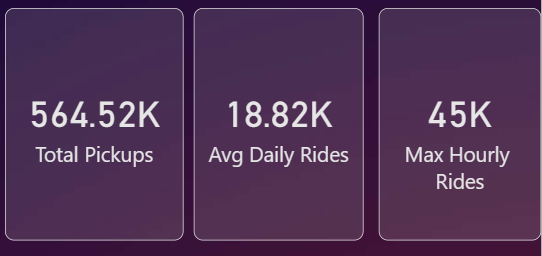 564.52K
Total Pickups
18.82K
Avg Daily Rides
45K
Max Hourly
Rides